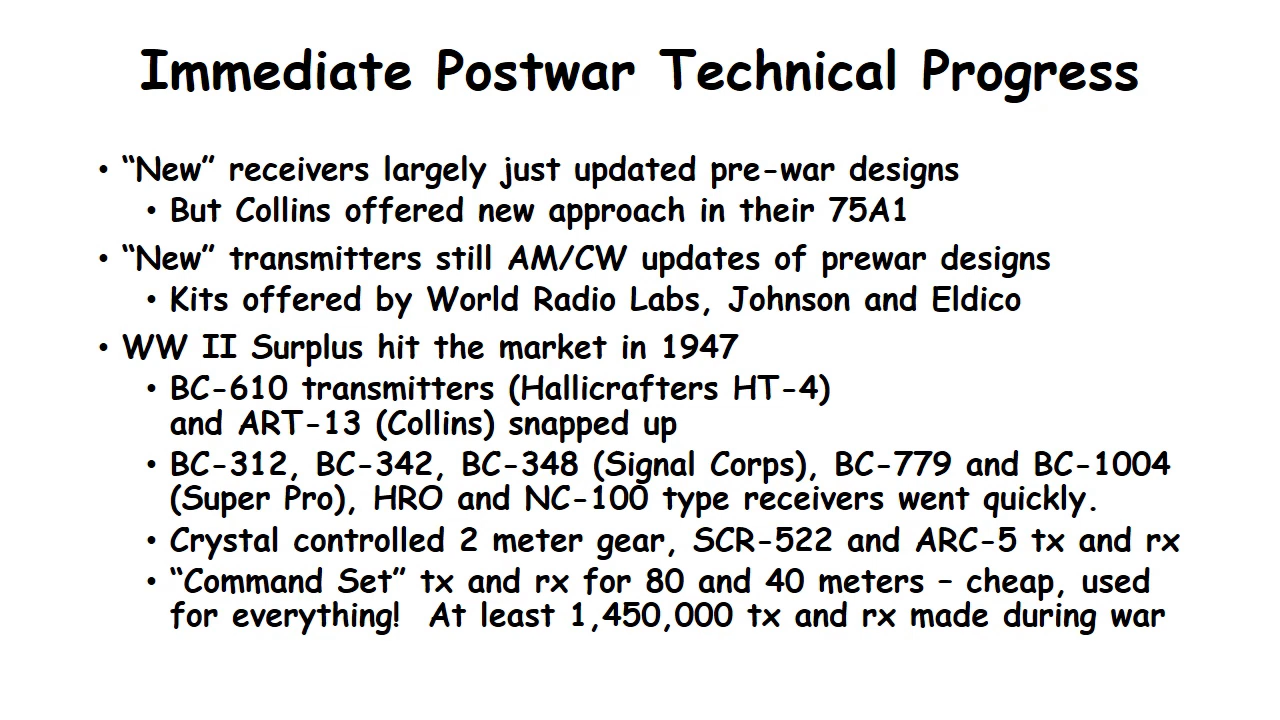 Immediate Postwar Technical Progress
• “New” receivers largely just updated pre-war designs
• But Collins offered new approach in their 75A1
• “New” transmitters still AM/CW updates of prewar designs
• Kits offered by World Radio Labs, Johnson and Eldico
• WW II Surplus hit the market in 1947
• BC-610 transmitters (Hallicrafters HT-4)
and ART-13 (Collins) snapped up
• BC-312, BC-342, BC-348 (Signal Corps), BC-779 and BC-1004
(Super Pro), HRO and NC-100 type receivers went quickly.
• Crystal controlled 2 meter gear, SCR-522 and ARC-5 tx and rx
• “Command Set” tx and rx for 80 and 40 meters – cheap, used
for everything!  At least 1,450,000 tx and rx made during war